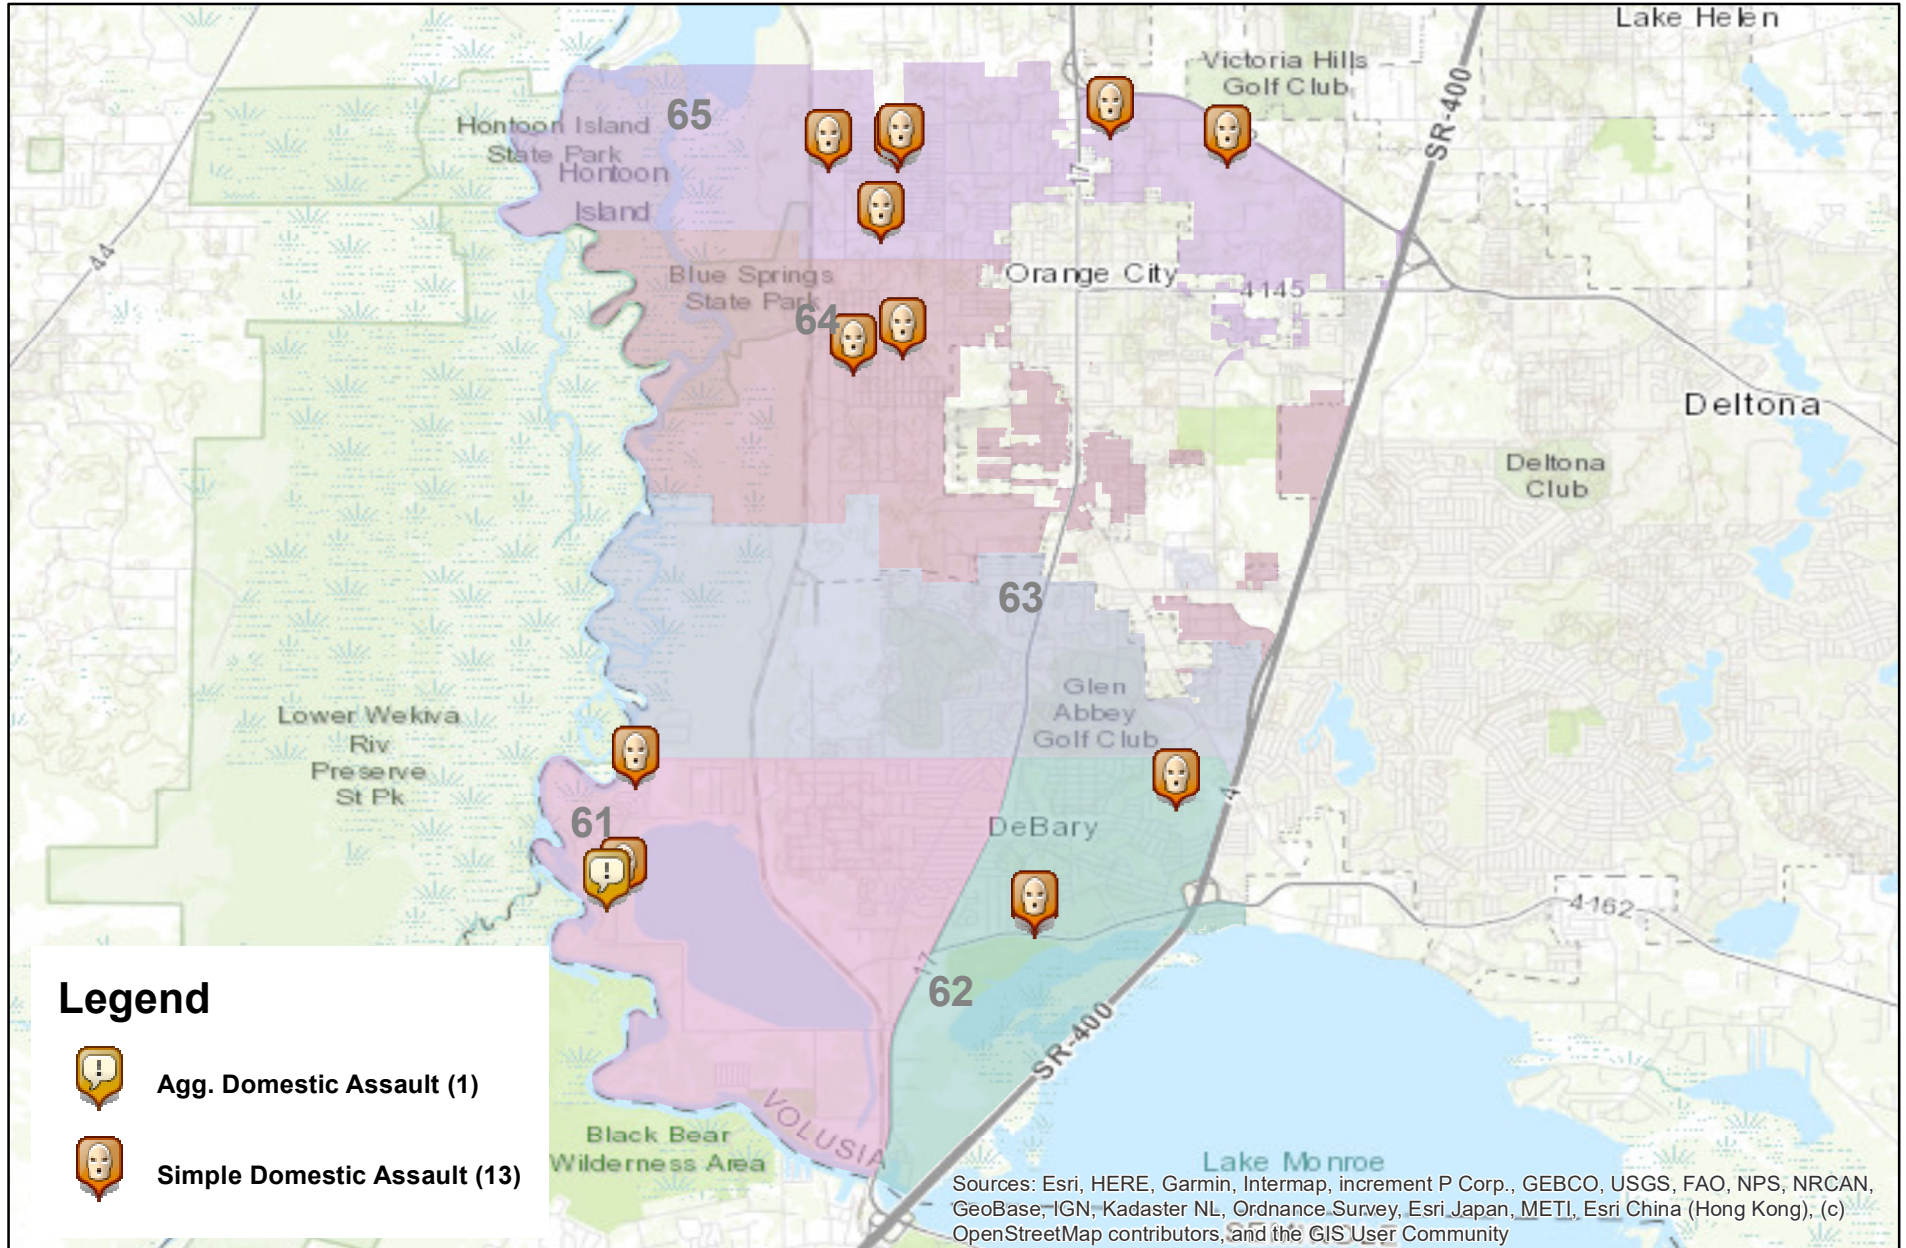 Lake Helen
Victoria Hills
Golf Club
SR-400
65
Hontoon Island
State Park
Hontoon
Island
17
44
Blue Springs
State Park
Orange City
4145
64
Deltona
Deltona
Club
63
Glen
Abbey
Golf Club
Lower Wekiva
Riv
Preserve
St Pk
4
61
DeBary
4162
17
62
SR-400
Legend
!
Agg. Domestic Assault (1)
Simple Domestic Assault (13)
VOLUSIA
Black Bear
Wilderness Area
Lake Monroe
SEMINOLE
Sources: Esri, HERE, Garmin, Intermap, increment P Corp., GEBCO, USGS, FAO, NPS, NRCAN,
GeoBase, IGN, Kadaster NL, Ordnance Survey, Esri Japan, METI, Esri China (Hong Kong), (c)
OpenStreetMap contributors, and the GIS User Community